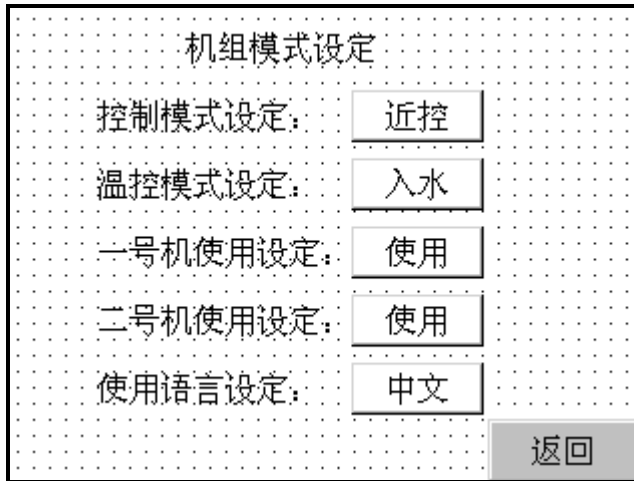 机组模式设定
控制模式设定： 近控
温控模式设定： 入水
一号机使用设定： 使用
二号机使用设定： 使用
使用语言设定： 中文
返回